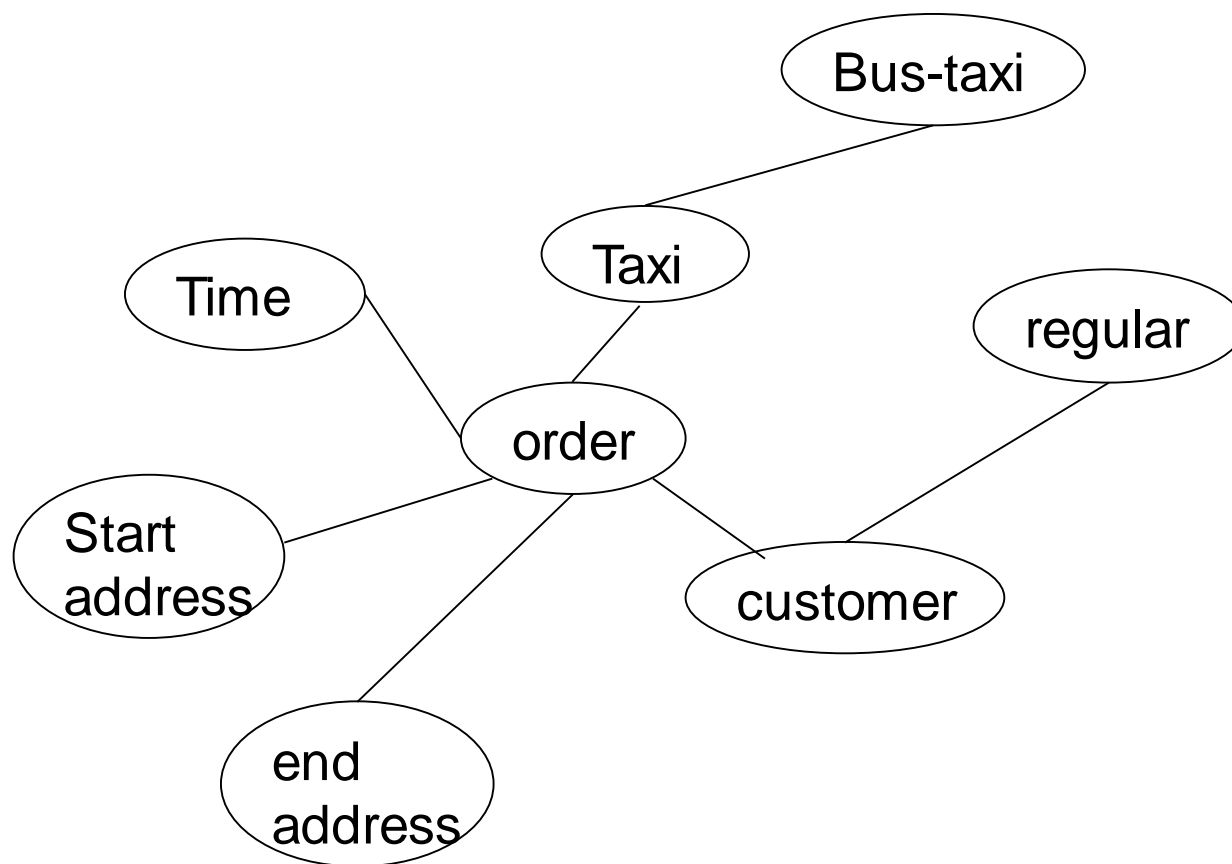 Bus-taxi
Taxi
Time
regular
order
Start
address
customer
end
address